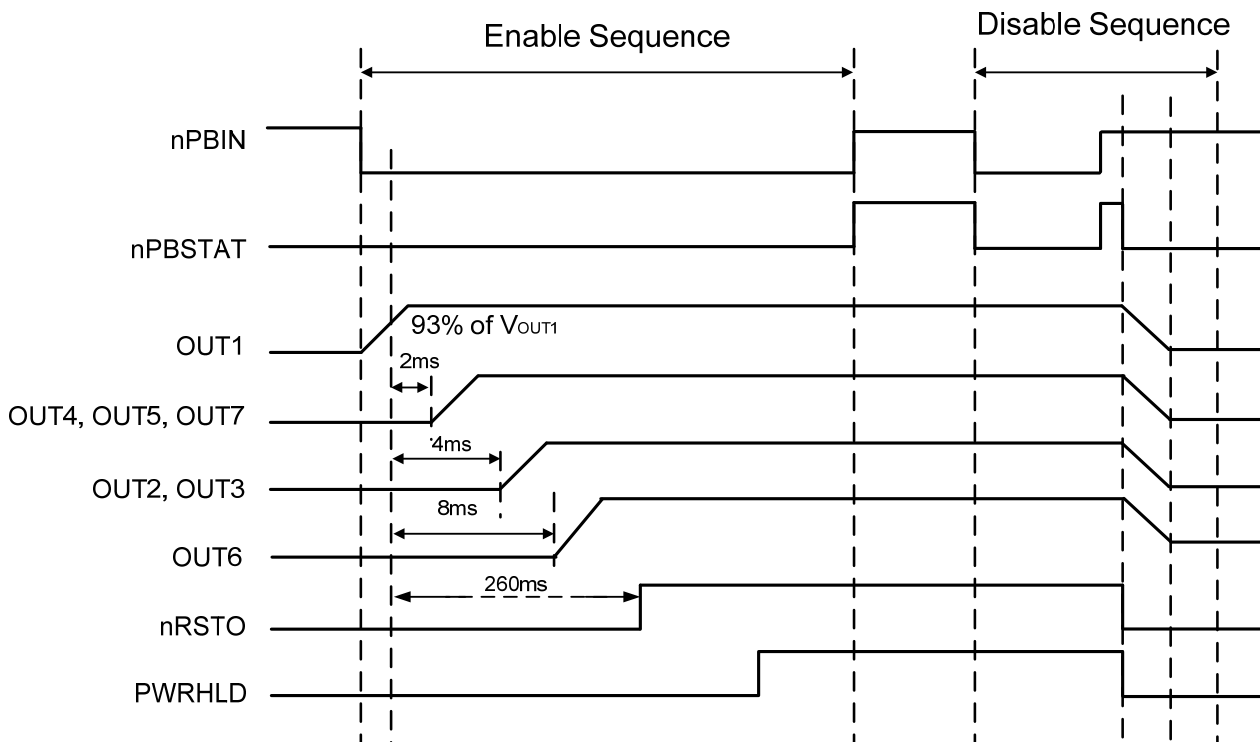 Enable Sequence
Disable Sequence
nPBIN
nPBSTAT
OUT1
93% of VOUT1
2ms
OUT4, OUT5, OUT7
4ms
OUT2, OUT3
8ms
OUT6
260ms
nRSTO
PWRHLD